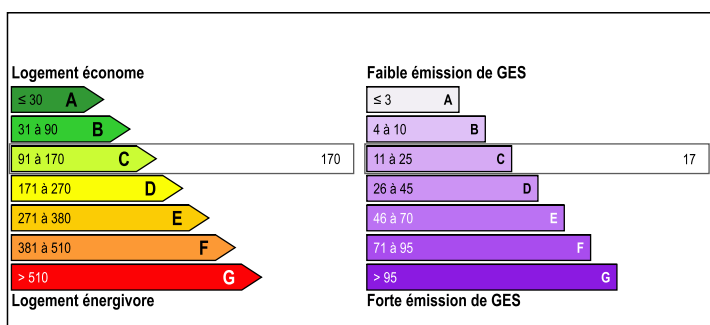 Logement économe
≤ 30 A
31 à 90 B
91 à 170 C 170
171 à 270 D
271 à 380 E
381 à 510 F
> 510 G
Logement énergivore
Faible émission de GES
≤ 3 A
4 à 10 B
11 à 25 C 17
26 à 45 D
46 à 70 E
71 à 95 F
> 95 G
Forte émission de GES